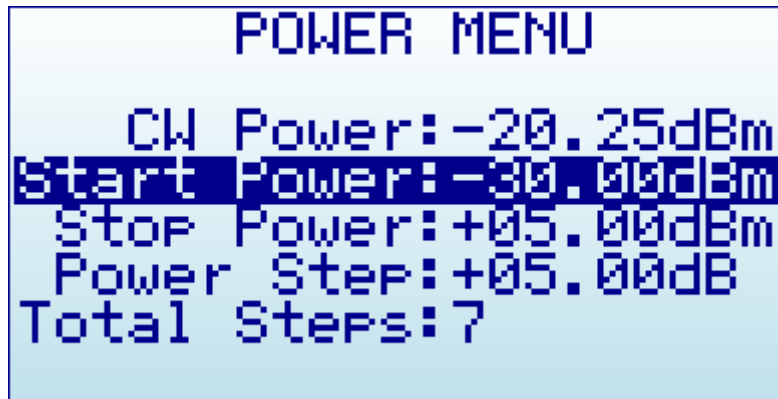 POWER MENU
CW Power:-20.25dBm
Start Power:-30.00dBm
Stop Power:+05.00dBm
Power Step:+05.00dB
Total Steps:7